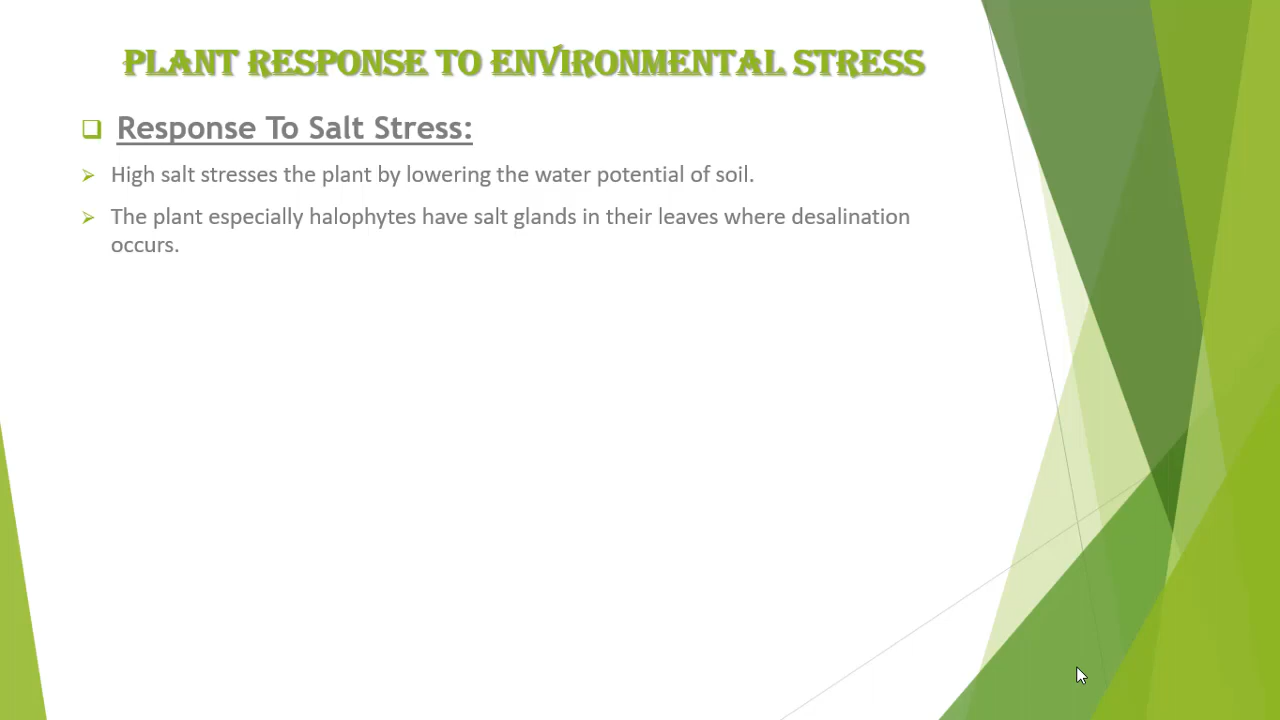 PLANT RESPONSE TO ENVIRONMENTAL STRESS
Response To Salt Stress:
High salt stresses the plant by lowering the water potential of soil.
The plant especially halophytes have salt glands in their leaves where desalination
occurs.